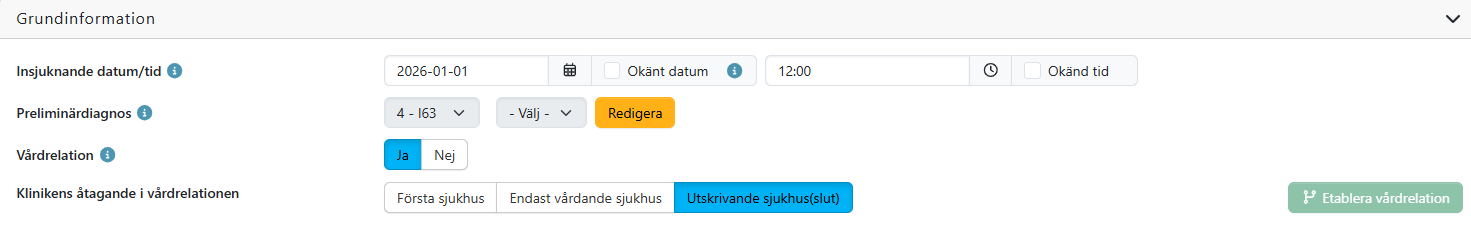 Grundinformation
Insjuknande datum/tid 2026-01-01 Okänt datum 12:00 Okänd tid
Preliminärdiagnos 4 - I63 - Välj - Redigera
Vårdrelation Ja Nej
Klinikens åtagande i vårdrelationen Första sjukhus Endast vårdande sjukhus Utskrivande sjukhus(slut) Etablera vårdrelation